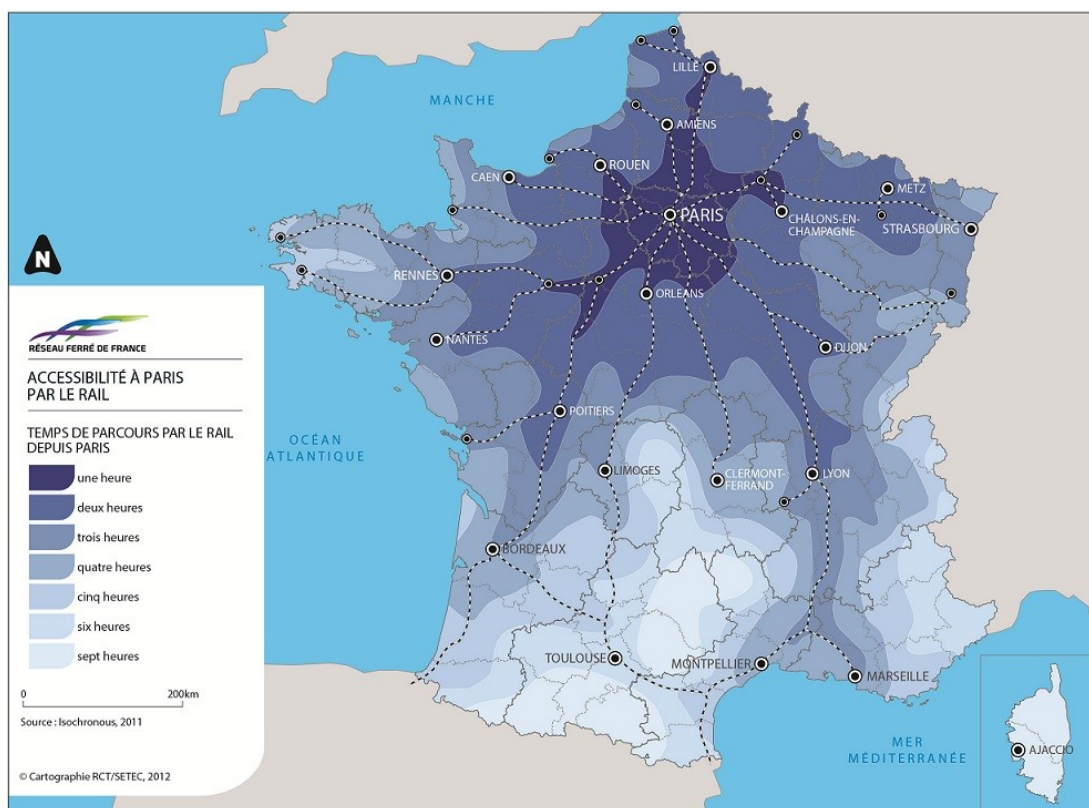 MANCHE
LILLE
AMIENS
ROUEN
CAEN
PARIS
METZ
CHÂLONS-EN-
CHAMPAGNE
STRASBOURG
RENNES
ORLEANS
NANTES
DIJON
POITIERS
OCÉAN
ATLANTIQUE
LIMOGES
CLERMONT-
FERRAND
LYON
BORDEAUX
TOULOUSE
MONTPELLIER
MARSEILLE
MER
MÉDITERRANÉE
AJACCIO
N
RÉSEAU FERRÉ DE FRANCE
ACCESSIBILITÉ À PARIS
PAR LE RAIL
TEMPS DE PARCOURS PAR LE RAIL
DEPUIS PARIS
une heure
deux heures
trois heures
quatre heures
cinq heures
six heures
sept heures
0 200km
Source : Isochronous, 2011
© Cartographie RCT/SETEC, 2012